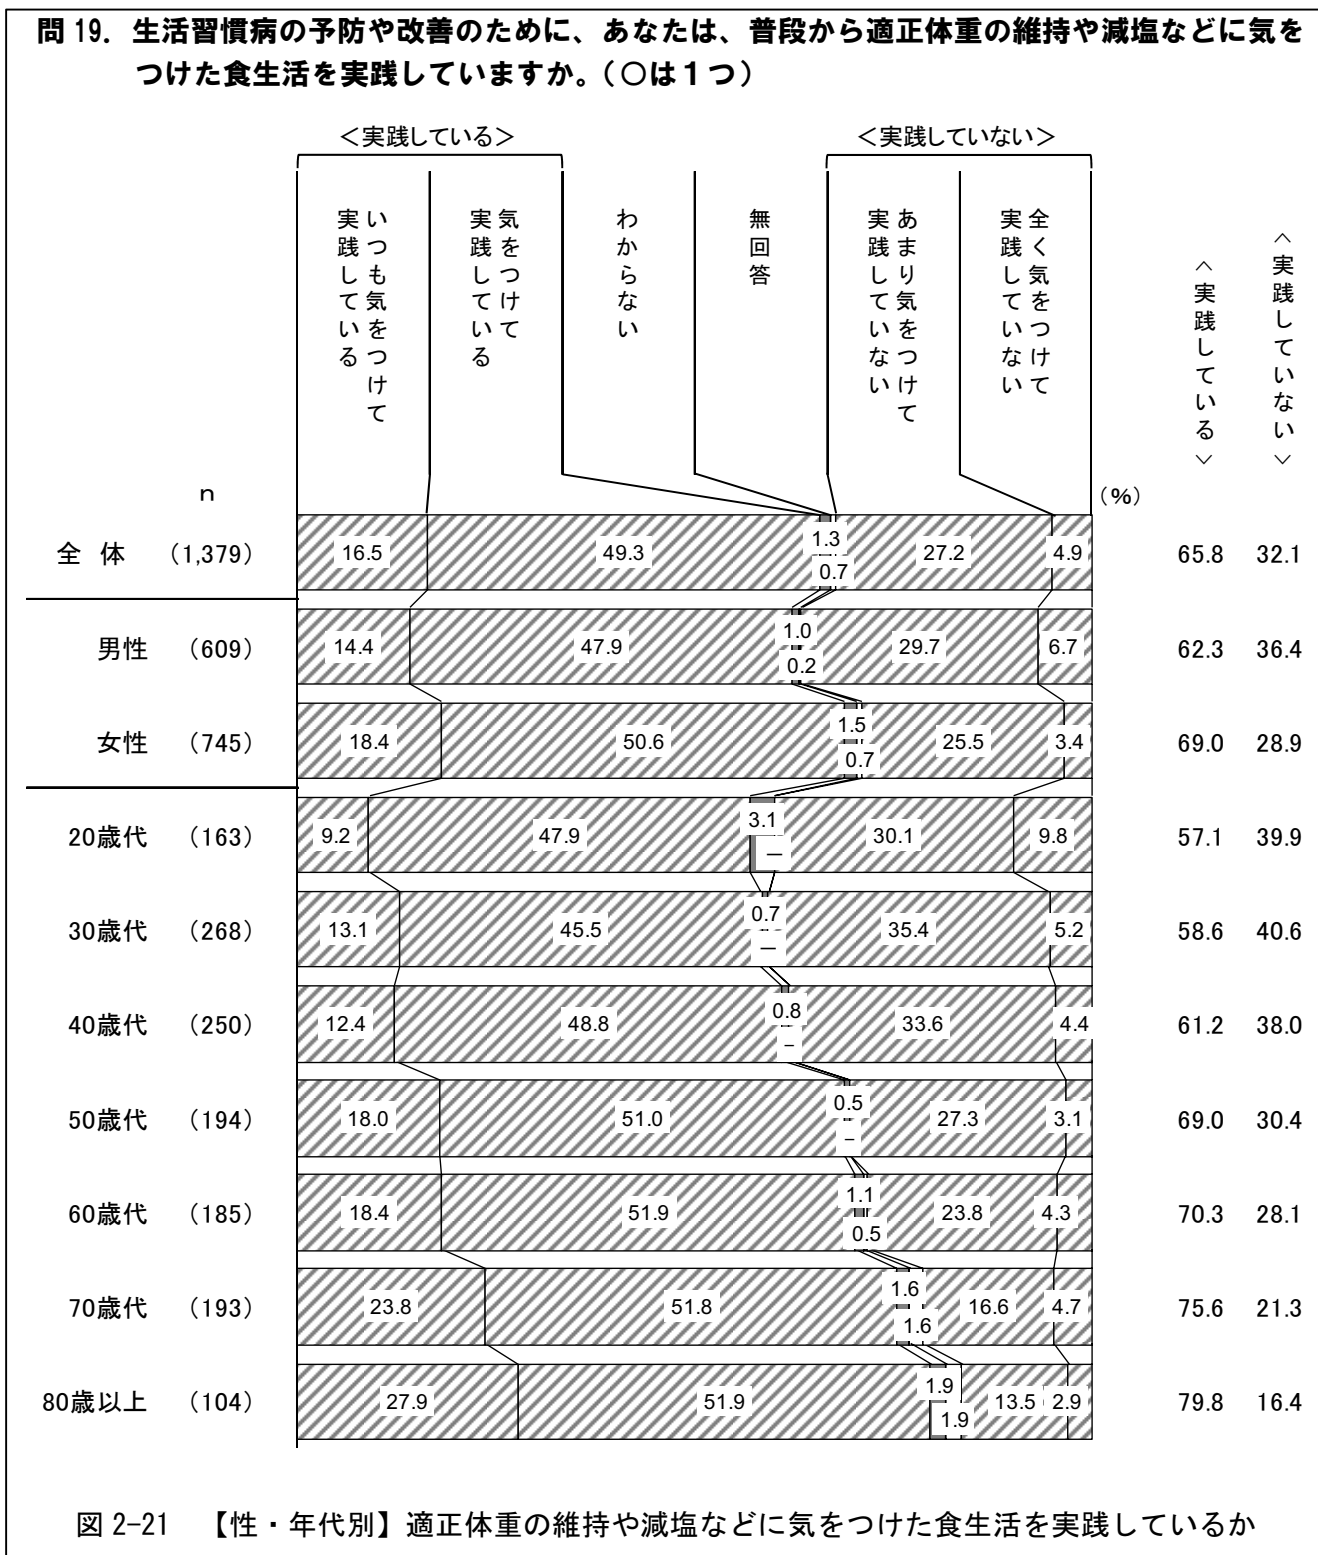 問 19. 生活習慣病の予防や改善のために、あなたは、普段から適正体重の維持や減塩などに気を
つけた食生活を実践していますか。(○は１つ)
＜実践している＞ ＜実践していない＞
いつも気をつけて
実践している
気をつけて
実践している
わからない
無回答
あまり気をつけて
実践していない
全く気をつけて
実践していない
＜実践している＞
＜実践していない＞
n (%)
全 体 (1,379) 16.5 49.3 1.3 0.7 27.2 4.9 65.8 32.1
男性 (609) 14.4 47.9 1.0 0.2 29.7 6.7 62.3 36.4
女性 (745) 18.4 50.6 1.5 0.7 25.5 3.4 69.0 28.9
20歳代 (163) 9.2 47.9 3.1 － 30.1 9.8 57.1 39.9
30歳代 (268) 13.1 45.5 0.7 － 35.4 5.2 58.6 40.6
40歳代 (250) 12.4 48.8 0.8 － 33.6 4.4 61.2 38.0
50歳代 (194) 18.0 51.0 0.5 － 27.3 3.1 69.0 30.4
60歳代 (185) 18.4 51.9 1.1 0.5 23.8 4.3 70.3 28.1
70歳代 (193) 23.8 51.8 1.6 1.6 16.6 4.7 75.6 21.3
80歳以上 (104) 27.9 51.9 1.9 1.9 13.5 2.9 79.8 16.4
図 2-21 【性・年代別】適正体重の維持や減塩などに気をつけた食生活を実践しているか